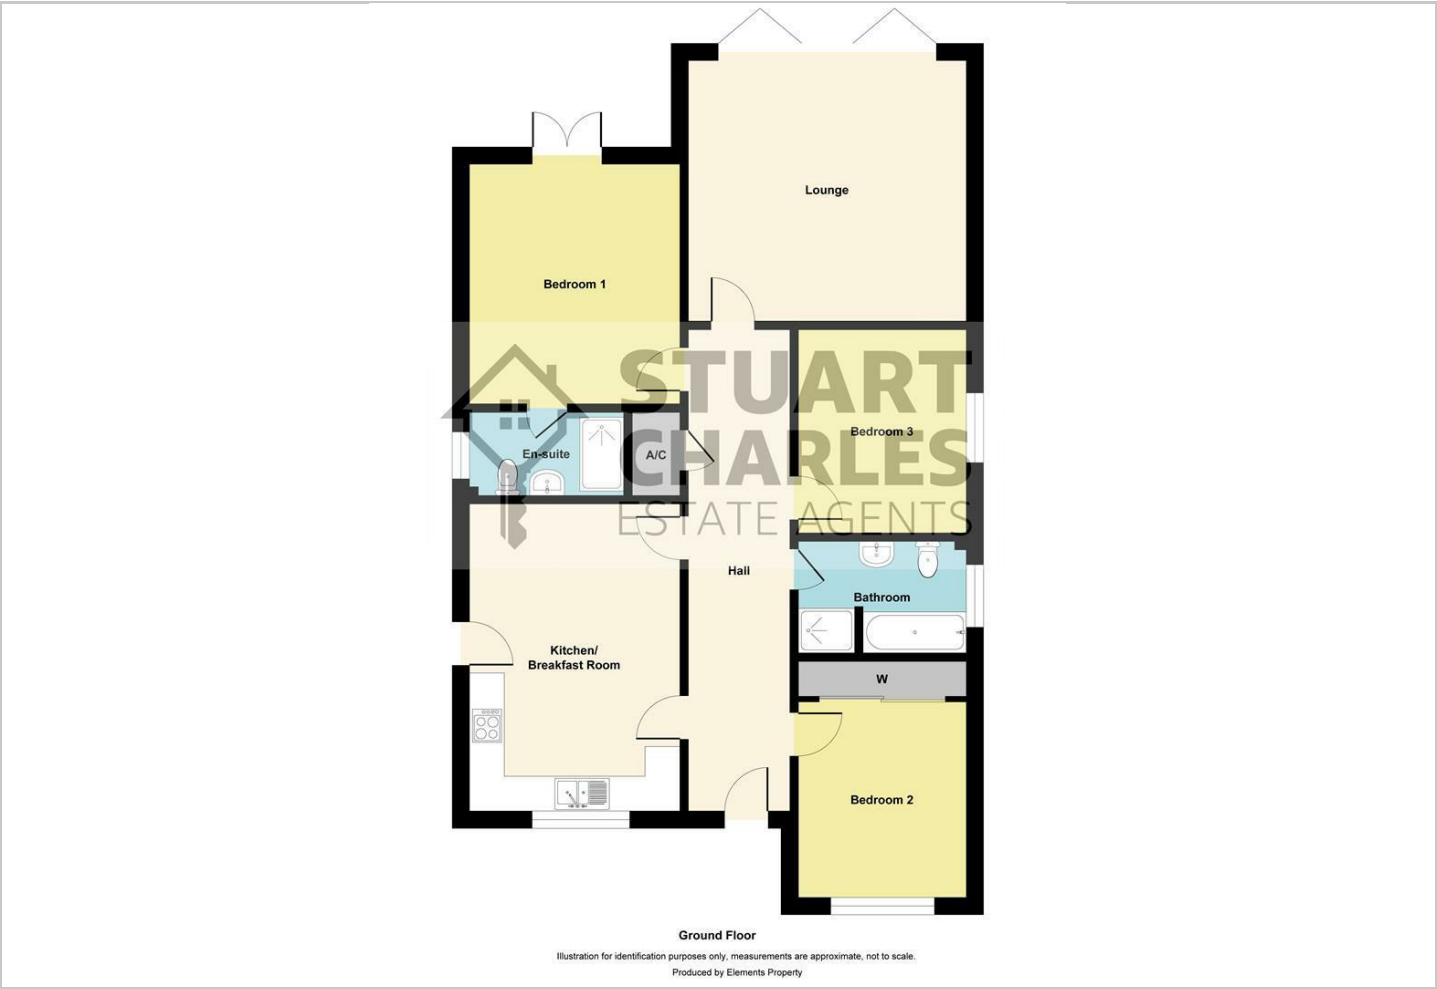 Lounge
Bedroom 1
STUART
CHARLES
ESTATE AGENTS
Bedroom 3
En-suite
A/C
Hall
Bathroom
Kitchen/
Breakfast Room
W
Bedroom 2
Ground Floor
Illustration for identification purposes only, measurements are approximate, not to scale.
Produced by Elements Property